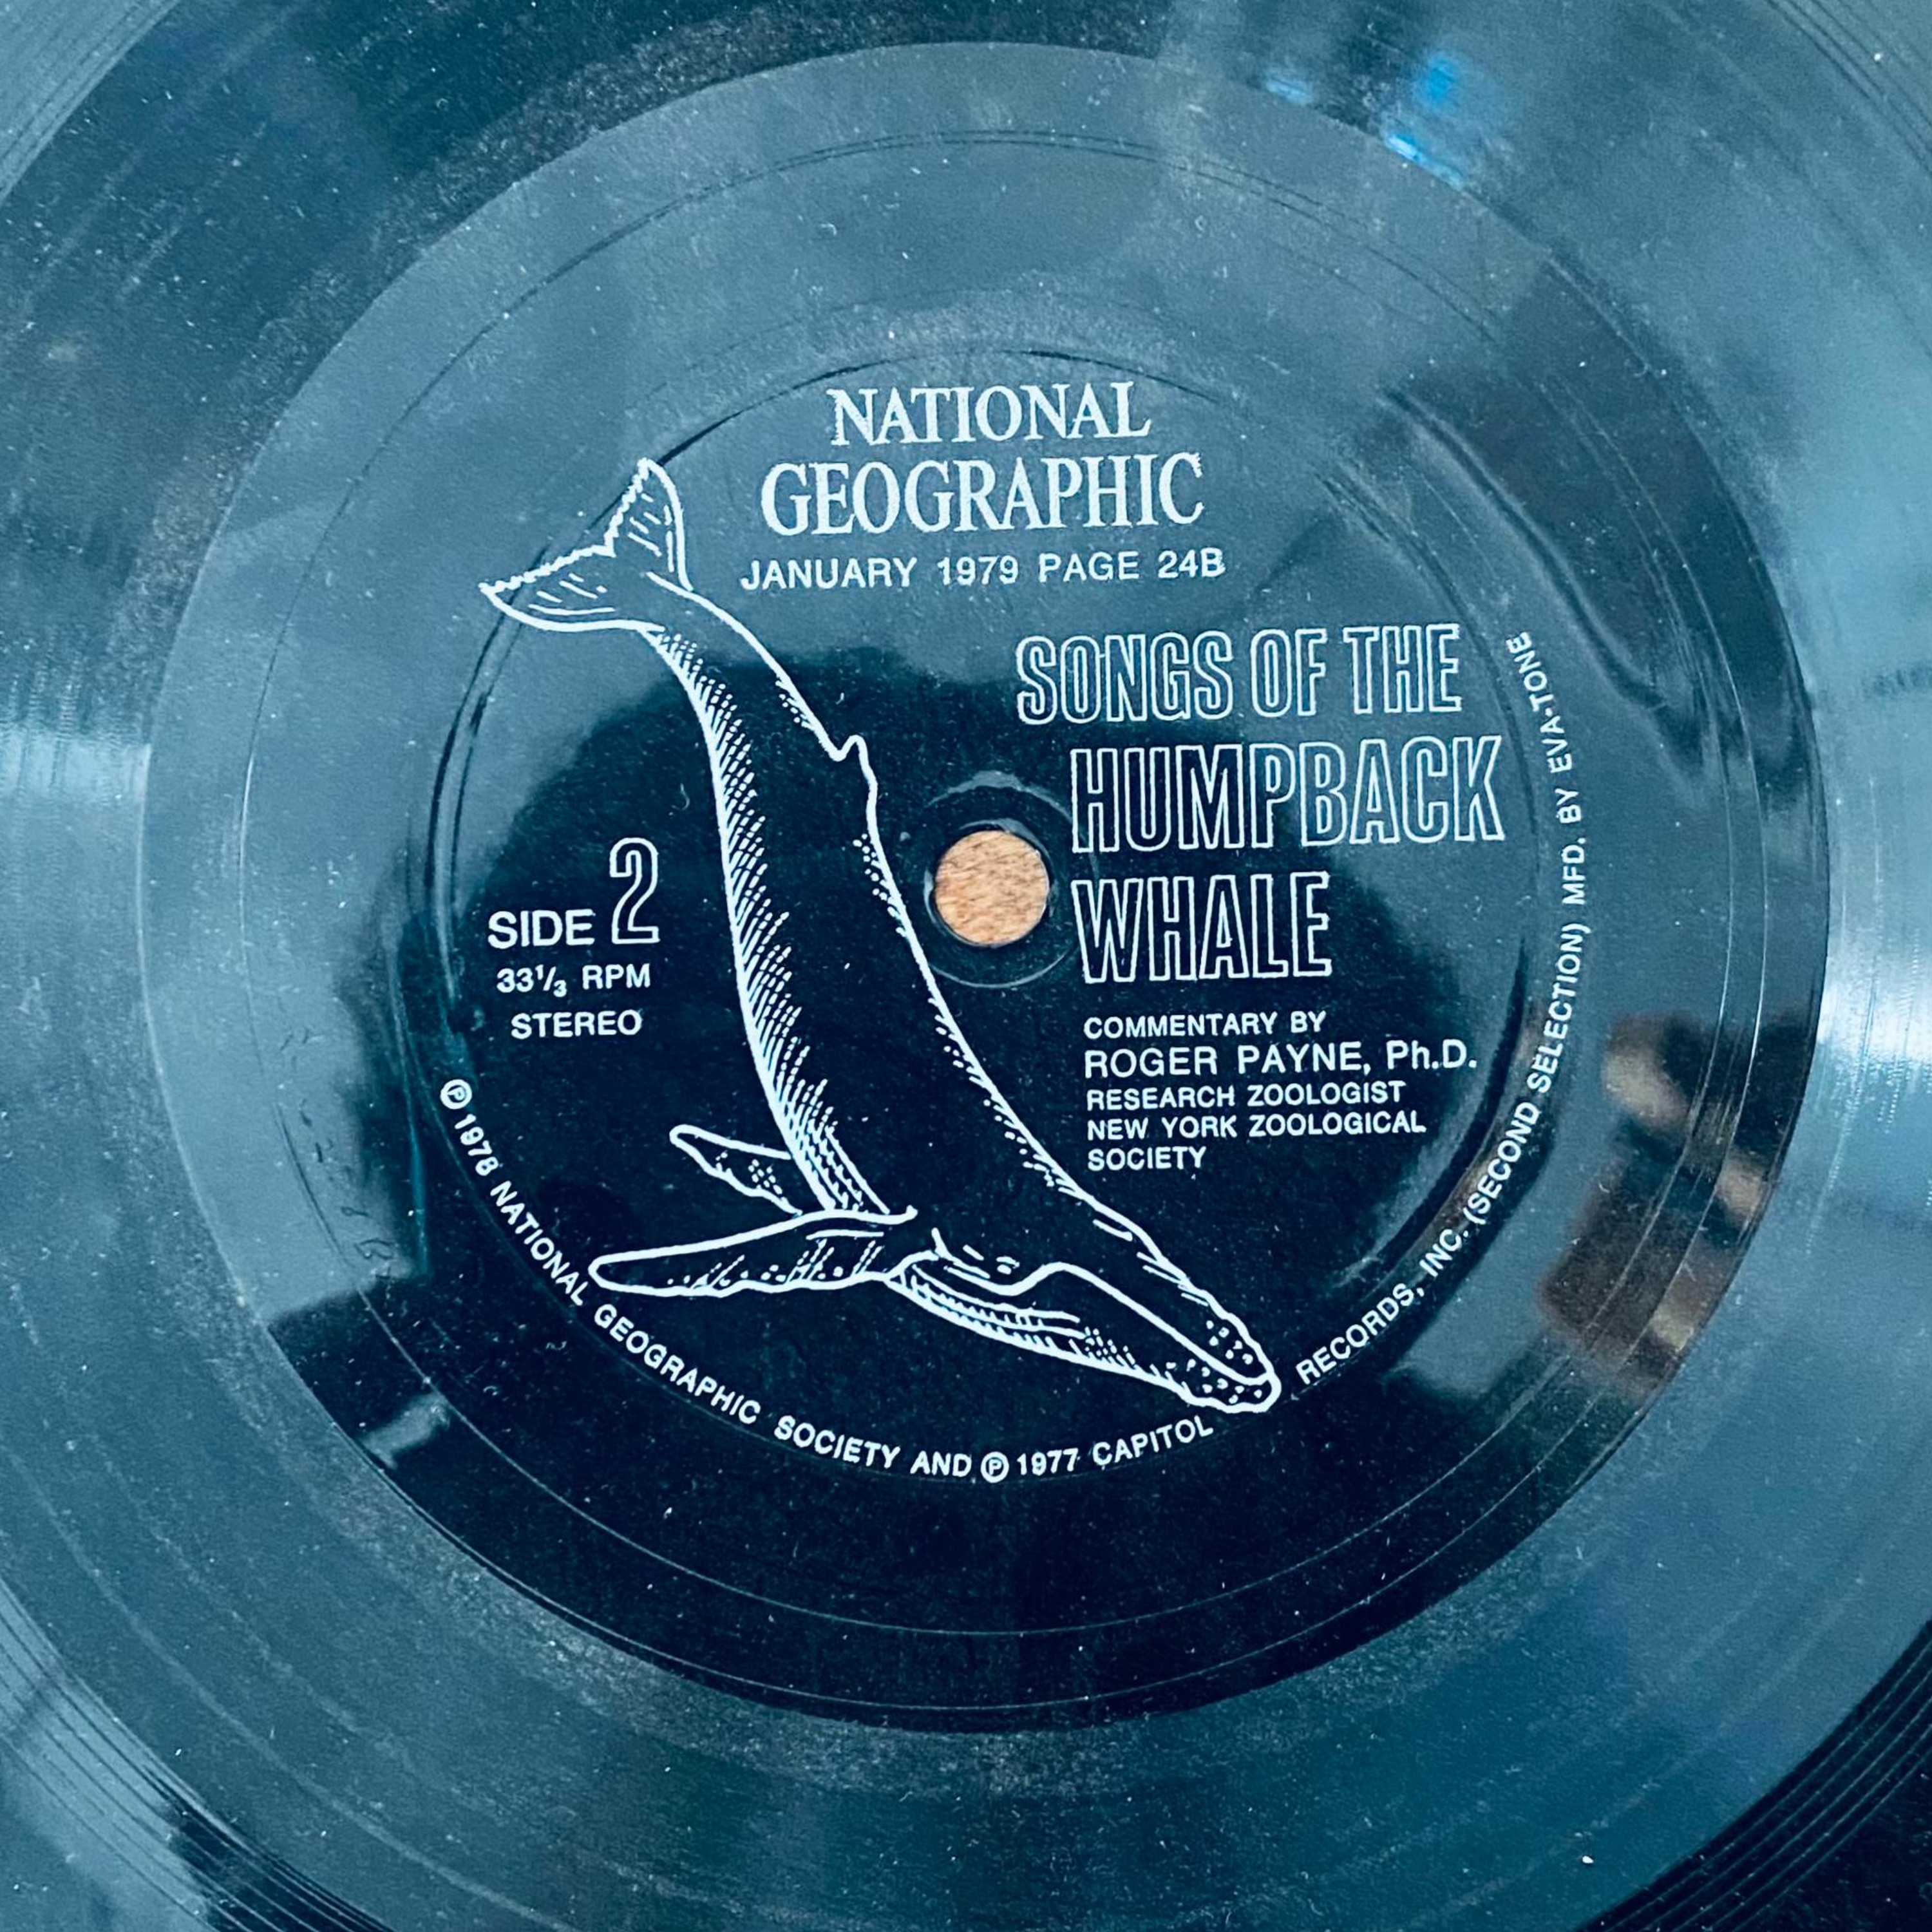 NATIONAL
GEOGRAPHIC
JANUARY 1979 PAGE 24B
SONGS OF THE
HUMPBACK
WHALE
SIDE 2
33⅓ RPM
STEREO
COMMENTARY BY
ROGER PAYNE, Ph.D.
RESEARCH ZOOLOGIST
NEW YORK ZOOLOGICAL
SOCIETY
℗ 1978 NATIONAL GEOGRAPHIC SOCIETY AND ℗ 1977 CAPITOL RECORDS, INC. (SECOND SELECTION) MFD. BY EVA-TONE